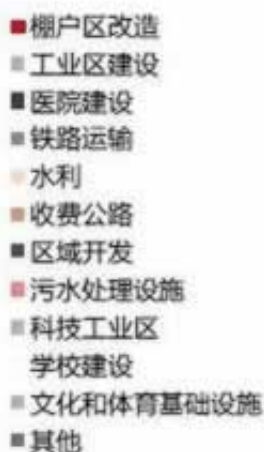 棚户区改造
工业区建设
医院建设
铁路运输
水利
收费公路
区域开发
污水处理设施
科技工业区
学校建设
文化和体育基础设施
其他